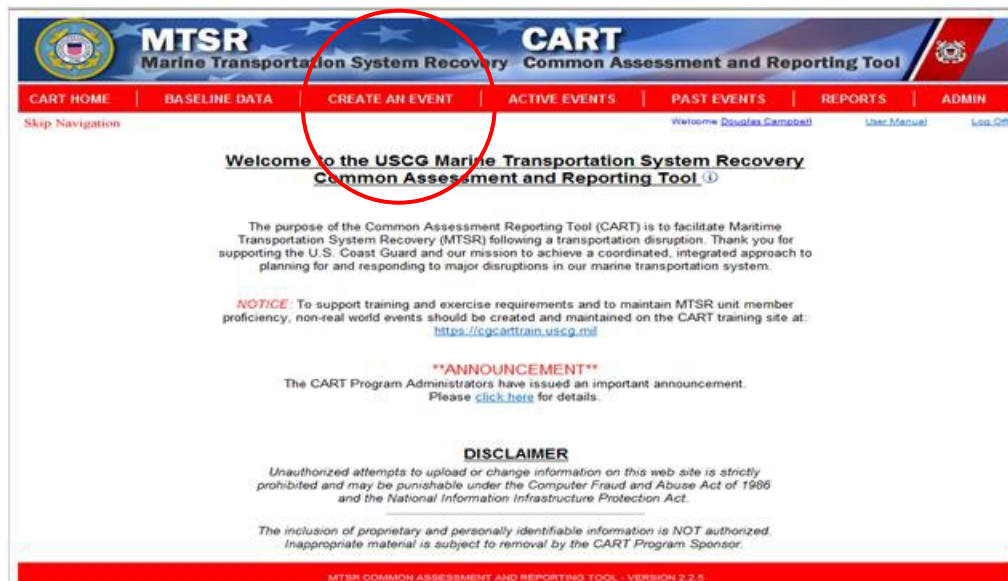 MTSR CART
Marine Transportation System Recovery Common Assessment and Reporting Tool
CART HOME BASELINE DATA CREATE AN EVENT ACTIVE EVENTS PAST EVENTS REPORTS ADMIN
Skip Navigation Welcome Douglas Campbell User Manual Log Off
Welcome to the USCG Marine Transportation System Recovery
Common Assessment and Reporting Tool
The purpose of the Common Assessment Reporting Tool (CART) is to facilitate Maritime
Transportation System Recovery (MTSR) following a transportation disruption. Thank you for
supporting the U.S. Coast Guard and our mission to achieve a coordinated, integrated approach to
planning for and responding to major disruptions in our marine transportation system.
NOTICE: To support training and exercise requirements and to maintain MTSR unit member
proficiency, non-real world events should be created and maintained on the CART training site at:
https://cgcarttrain.uscg.mil
**ANNOUNCEMENT**
The CART Program Administrators have issued an important announcement.
Please click here for details.
DISCLAIMER
Unauthorized attempts to upload or change information on this web site is strictly
prohibited and may be punishable under the Computer Fraud and Abuse Act of 1986
and the National Information Infrastructure Protection Act.
The inclusion of proprietary and personally identifiable information is NOT authorized.
Inappropriate material is subject to removal by the CART Program Sponsor.
MTSR COMMON ASSESSMENT AND REPORTING TOOL - VERSION 2.2.5